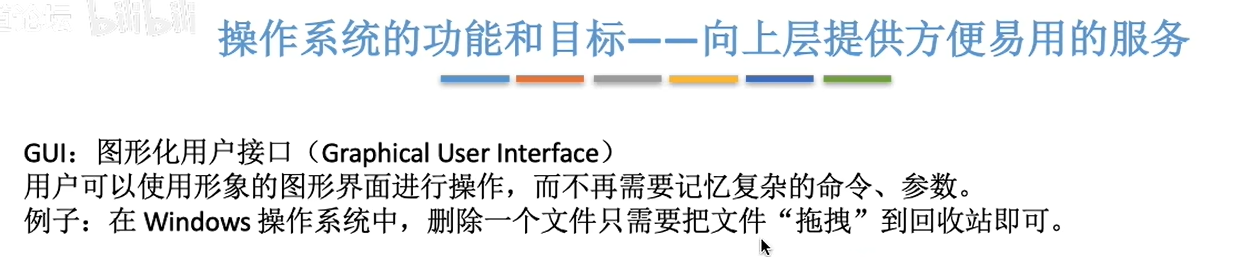 bilibili
操作系统的功能和目标——向上层提供方便易用的服务
GUI：图形化用户接口（Graphical User Interface）
用户可以使用形象的图形界面进行操作，而不再需要记忆复杂的命令、参数。
例子：在 Windows 操作系统中，删除一个文件只需要把文件“拖拽”到回收站即可。